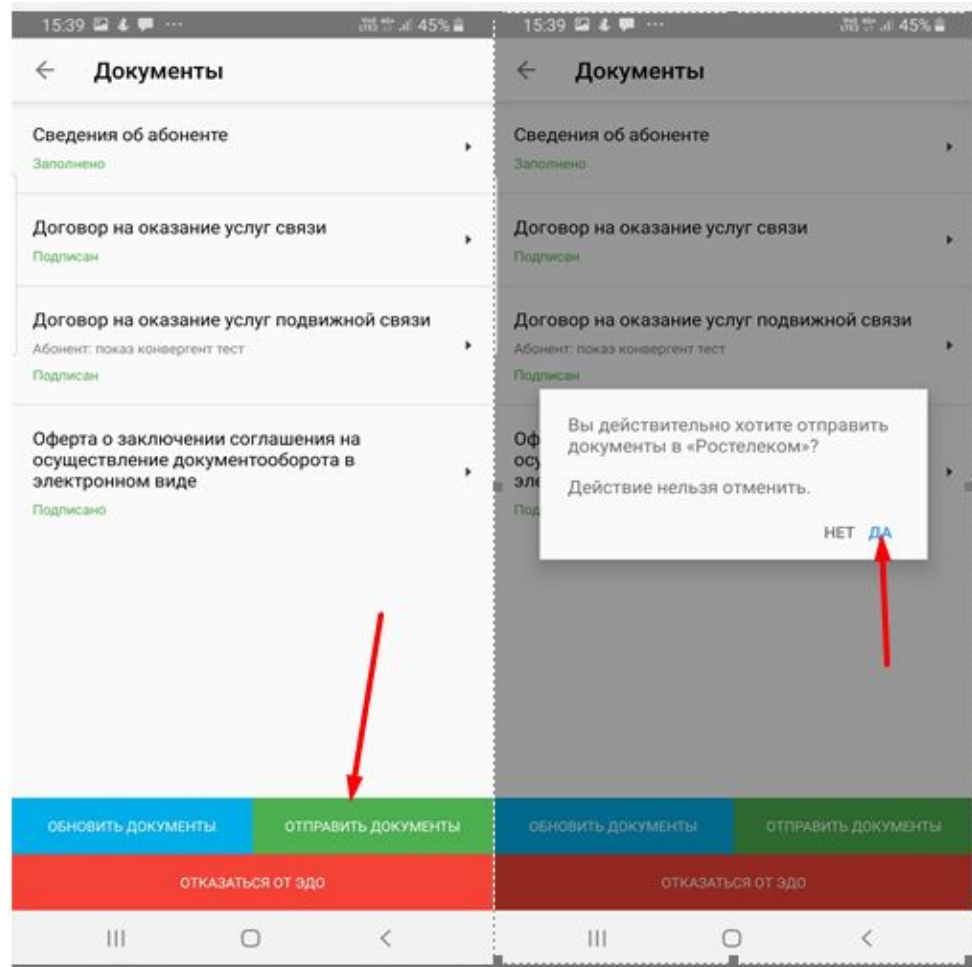 15:39 45%
Документы
Сведения об абоненте
Заполнено
Договор на оказание услуг связи
Подписан
Договор на оказание услуг подвижной связи
Абонент: показ конвергент тест
Подписан
Оферта о заключении соглашения на
осуществление документооборота в
электронном виде
Подписано
ОБНОВИТЬ ДОКУМЕНТЫ ОТПРАВИТЬ ДОКУМЕНТЫ
ОТКАЗАТЬСЯ ОТ ЭДО
15:39 45%
Документы
Сведения об абоненте
Заполнено
Договор на оказание услуг связи
Подписан
Договор на оказание услуг подвижной связи
Абонент: показ конвергент тест
Подписан
Оф
осу
эле
Под
Вы действительно хотите отправить
документы в «Ростелеком»?
Действие нельзя отменить.
НЕТ ДА
ОБНОВИТЬ ДОКУМЕНТЫ ОТПРАВИТЬ ДОКУМЕНТЫ
ОТКАЗАТЬСЯ ОТ ЭДО